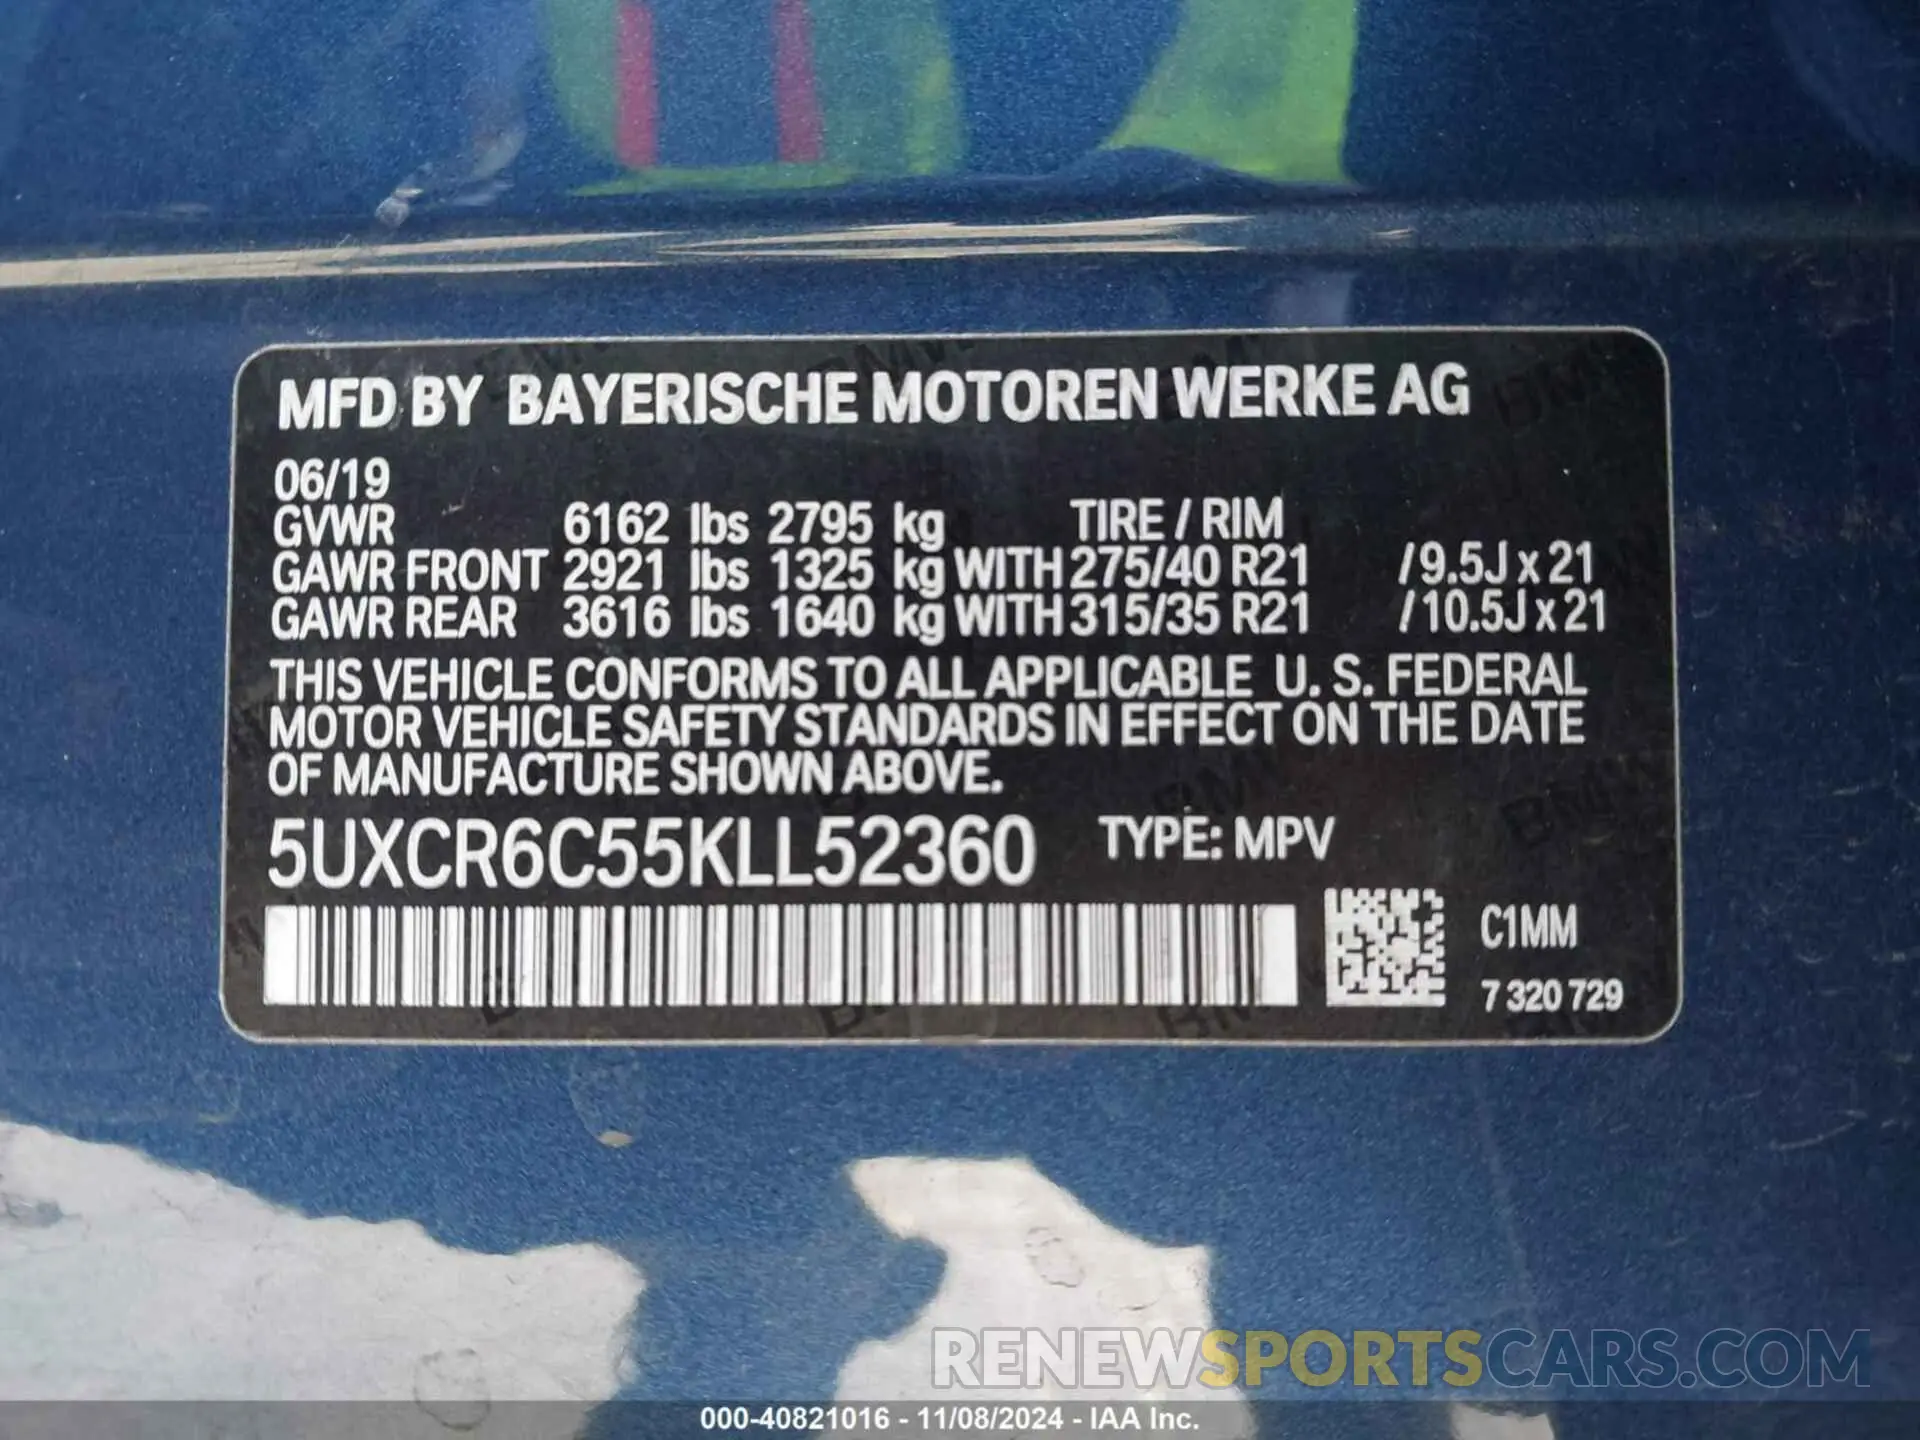 MFD BY BAYERISCHE MOTOREN WERKE AG
06/19
GVWR 6162 lbs 2795 kg TIRE / RIM
GAWR FRONT 2921 lbs 1325 kg WITH 275/40 R21 / 9.5J x 21
GAWR REAR 3616 lbs 1640 kg WITH 315/35 R21 / 10.5J x 21
THIS VEHICLE CONFORMS TO ALL APPLICABLE U. S. FEDERAL
MOTOR VEHICLE SAFETY STANDARDS IN EFFECT ON THE DATE
OF MANUFACTURE SHOWN ABOVE.
5UXCR6C55KLL52360 TYPE: MPV
C1MM
7 320 729
RENEWSPORTSCARS.COM
000-40821016 - 11/08/2024 - IAA Inc.